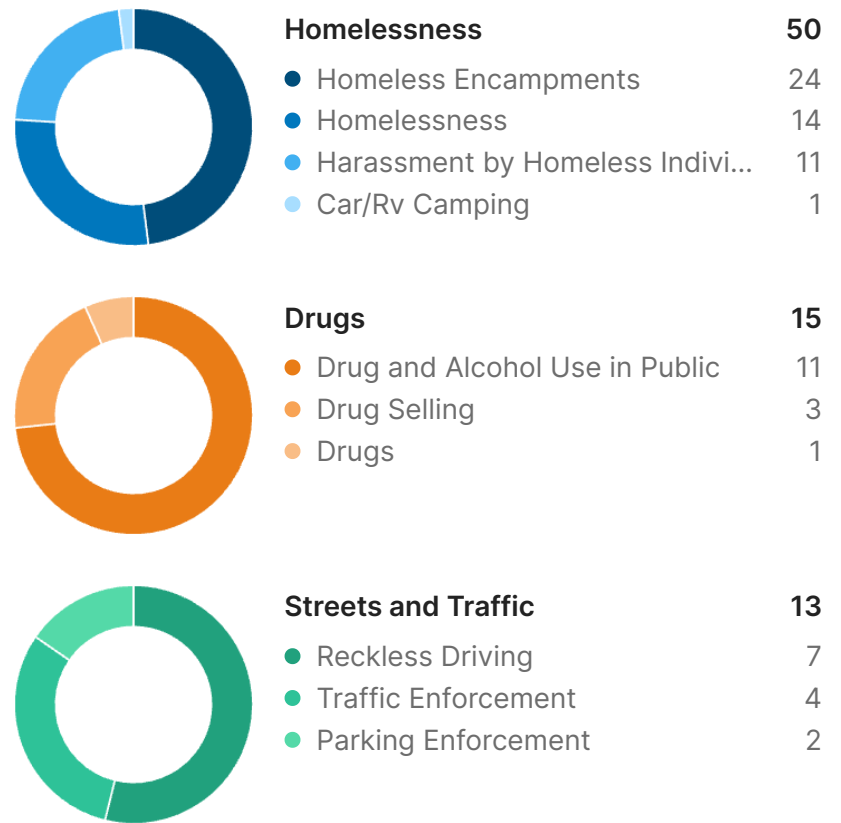 Homelessness 50
Homeless Encampments 24
Homelessness 14
Harassment by Homeless Indivi... 11
Car/Rv Camping 1
Drugs 15
Drug and Alcohol Use in Public 11
Drug Selling 3
Drugs 1
Streets and Traffic 13
Reckless Driving 7
Traffic Enforcement 4
Parking Enforcement 2